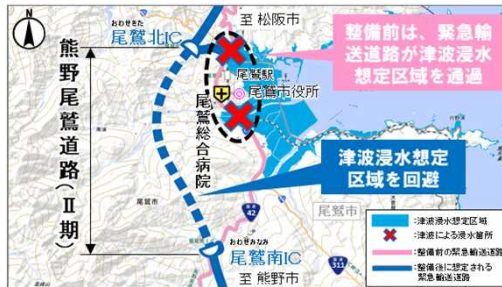 N
おわせきた
尾鷲北IC
至 松阪市
整備前は、緊急輸
送道路が津波浸水
想定区域を通過
熊野尾鷲道路(Ⅱ期)
尾鷲駅
尾鷲市役所
尾鷲総合病院
津波浸水想定
区域を回避
尾鷲市
尾鷲市
42
おわせみなみ
尾鷲南IC
至 熊野市
311
:津波浸水想定区域
:津波による浸水箇所
:整備前の緊急輸送道路
:整備後に想定される
緊急輸送道路